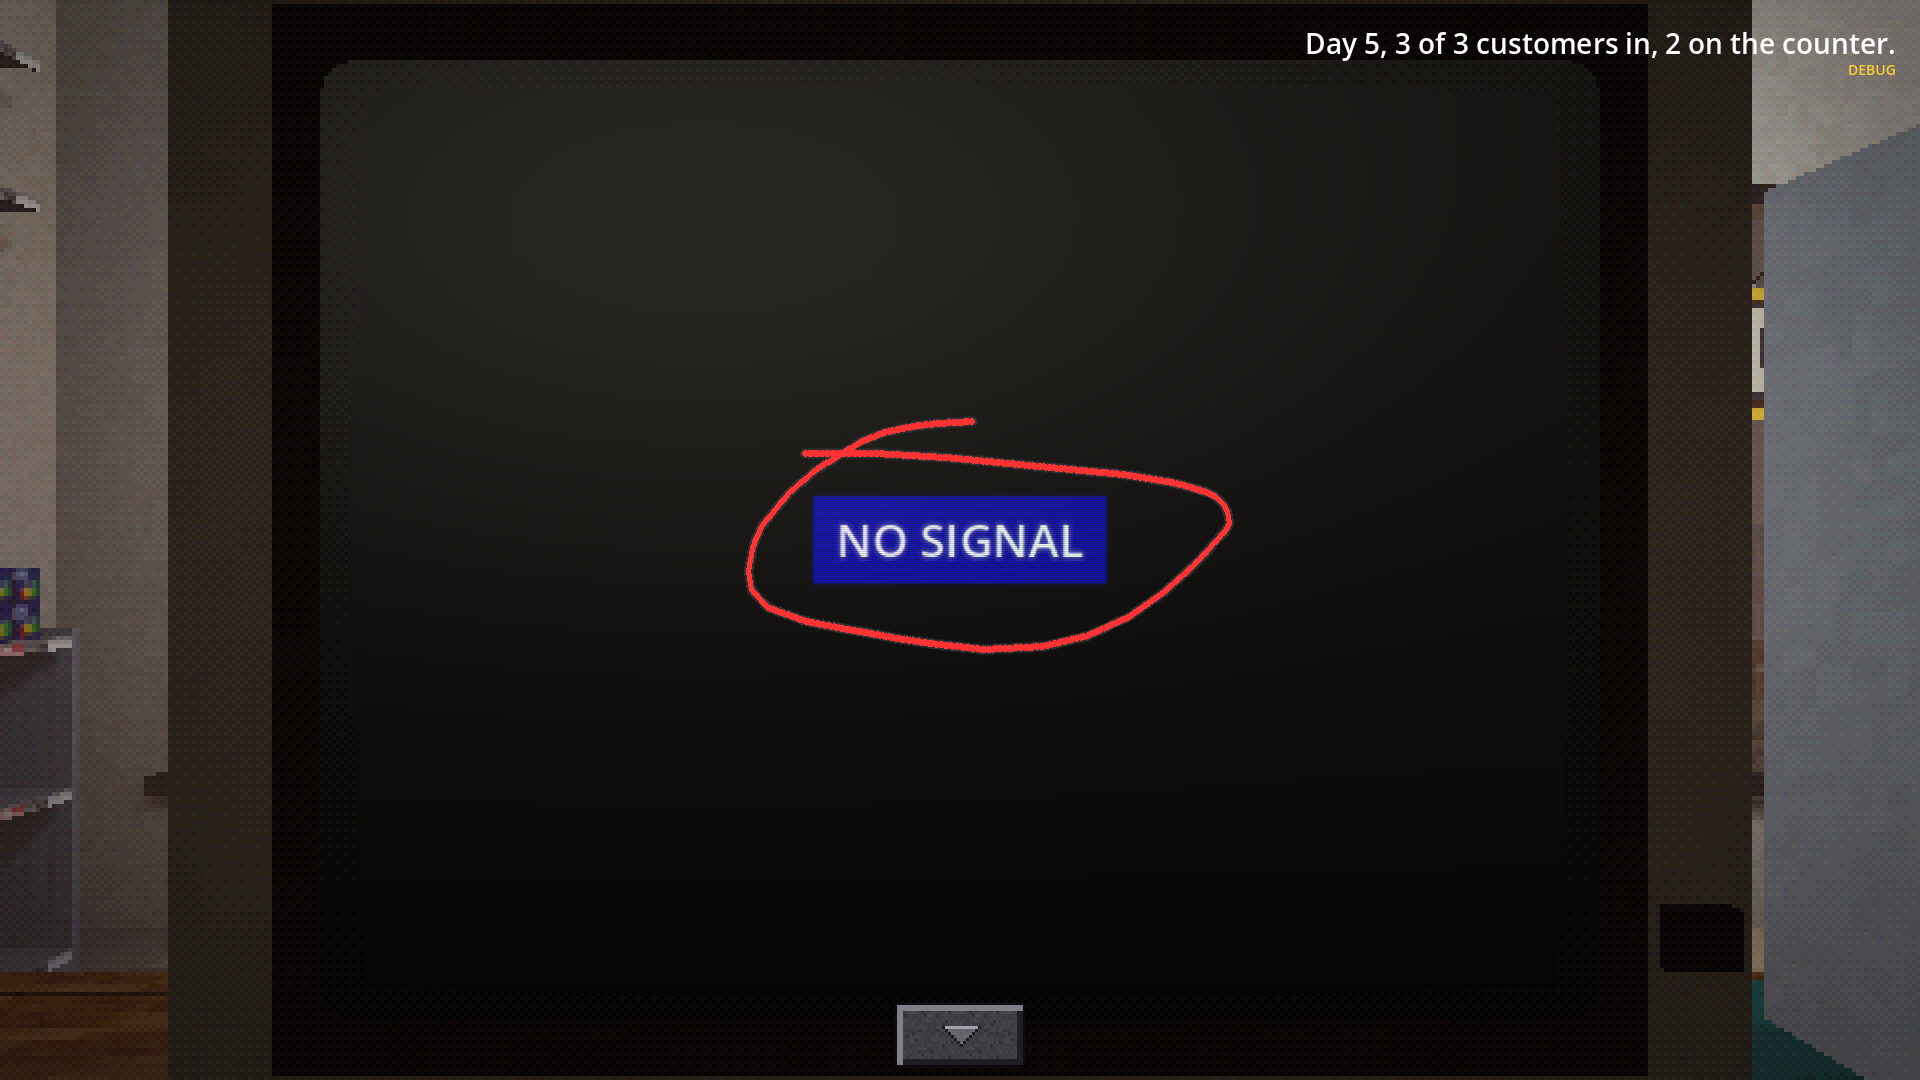 Day 5, 3 of 3 customers in, 2 on the counter.
DEBUG
NO SIGNAL